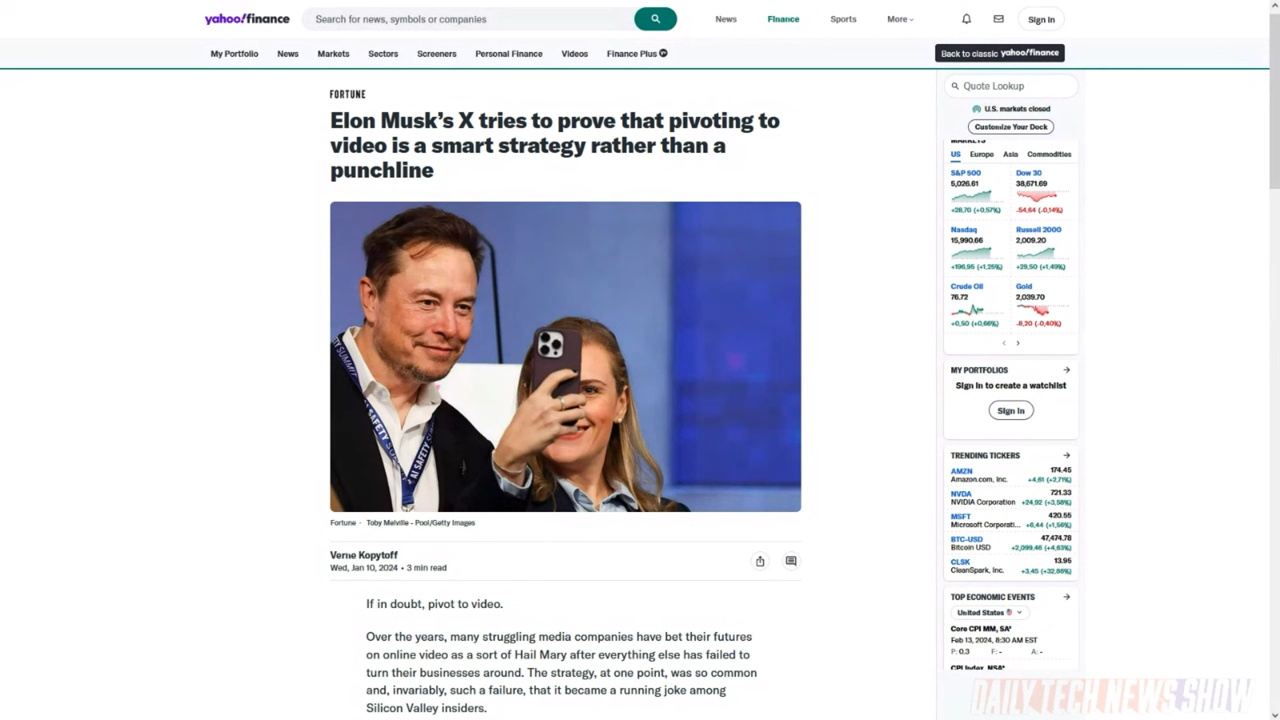 yahoo!finance
Search for news, symbols or companies
News
Finance
Sports
More
Sign in
My Portfolio
News
Markets
Sectors
Screeners
Personal Finance
Videos
Finance Plus
Back to classic yahoo!finance
FORTUNE
Elon Musk's X tries to prove that pivoting to
video is a smart strategy rather than a
punchline
AI SAFETY
SUMMIT
AI SAFETY
Fortune · Toby Melville - Pool/Getty Images
Verne Kopytoff
Wed, Jan 10, 2024 • 3 min read
If in doubt, pivot to video.
Over the years, many struggling media companies have bet their futures
on online video as a sort of Hail Mary after everything else has failed to
turn their businesses around. The strategy, at one point, was so common
and, invariably, such a failure, that it became a running joke among
Silicon Valley insiders.
Quote Lookup
U.S. markets closed
Customize Your Dock
MARKETS
US Europe Asia Commodities
S&P 500 Dow 30
5,026.61 38,671.69
+28.70 (+0.57%) -54.64 (-0.14%)
Nasdaq Russell 2000
15,990.66 2,009.20
+196.95 (+1.25%) +29.50 (+1.49%)
Crude Oil Gold
76.72 2,039.70
+0.50 (+0.66%) -8.20 (-0.40%)
MY PORTFOLIOS
Sign in to create a watchlist
Sign in
TRENDING TICKERS
AMZN 174.45
Amazon.com, Inc. +4.61 (+2.71%)
NVDA 721.33
NVIDIA Corporation +24.92 (+3.58%)
MSFT 420.55
Microsoft Corporati... +6.44 (+1.56%)
BTC-USD 47,474.78
Bitcoin USD +2,099.46 (+4.63%)
CLSK 13.95
CleanSpark, Inc. +3.45 (+32.86%)
TOP ECONOMIC EVENTS
United States
Core CPI MM, SA*
Feb 13, 2024, 8:30 AM EST
P: 0.3 F: - A: -
CPI Index, NSA*
DAILY TECH NEWS SHOW